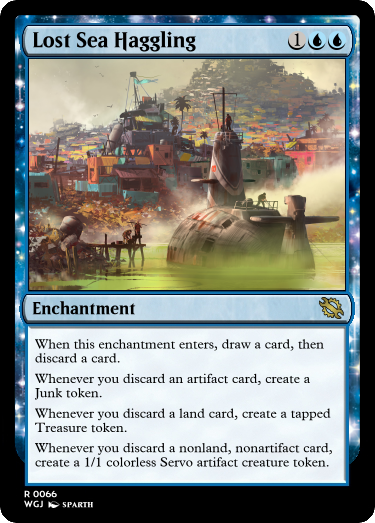 Lost Sea Haggling 1
Enchantment
When this enchantment enters, draw a card, then
discard a card.
Whenever you discard an artifact card, create a
Junk token.
Whenever you discard a land card, create a tapped
Treasure token.
Whenever you discard a nonland, nonartifact card,
create a 1/1 colorless Servo artifact creature token.
R 0066
WGJ SPARTH